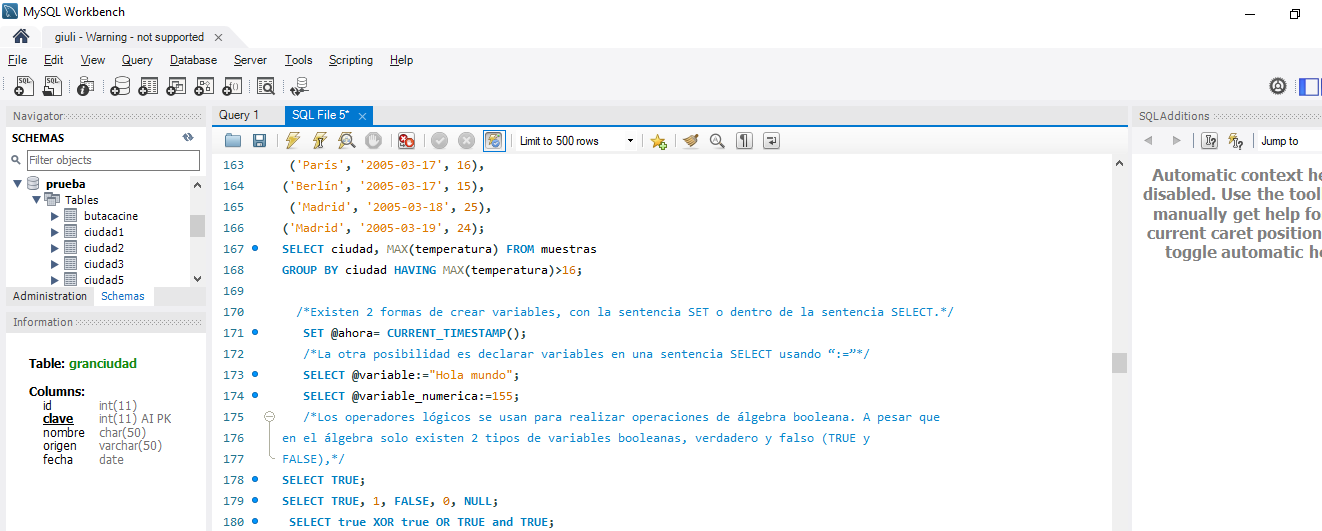 MySQL Workbench
giuli - Warning - not supported
File Edit View Query Database Server Tools Scripting Help
Navigator
SCHEMAS
Filter objects
prueba
Tables
butacacine
ciudad1
ciudad2
ciudad3
ciudad5
Administration Schemas
Information
Table: granciudad
Columns:
id int(11)
clave int(11) AI PK
nombre char(50)
origen varchar(50)
fecha date
Query 1 SQL File 5*
Limit to 500 rows
163 ('París', '2005-03-17', 16),
164 ('Berlín', '2005-03-17', 15),
165 ('Madrid', '2005-03-18', 25),
166 ('Madrid', '2005-03-19', 24);
167 SELECT ciudad, MAX(temperatura) FROM muestras
168 GROUP BY ciudad HAVING MAX(temperatura)>16;
169
170 /*Existen 2 formas de crear variables, con la sentencia SET o dentro de la sentencia SELECT.*/
171 SET @ahora= CURRENT_TIMESTAMP();
172 /*La otra posibilidad es declarar variables en una sentencia SELECT usando “:=”*/
173 SELECT @variable:="Hola mundo";
174 SELECT @variable_numerica:=155;
175 /*Los operadores lógicos se usan para realizar operaciones de álgebra booleana. A pesar que
176 en el álgebra solo existen 2 tipos de variables booleanas, verdadero y falso (TRUE y
177 FALSE),*/
178 SELECT TRUE;
179 SELECT TRUE, 1, FALSE, 0, NULL;
180 SELECT true XOR true OR TRUE and TRUE;
SQLAdditions
Jump to
Automatic context he
disabled. Use the tool
manually get help fo
current caret position
toggle automatic he